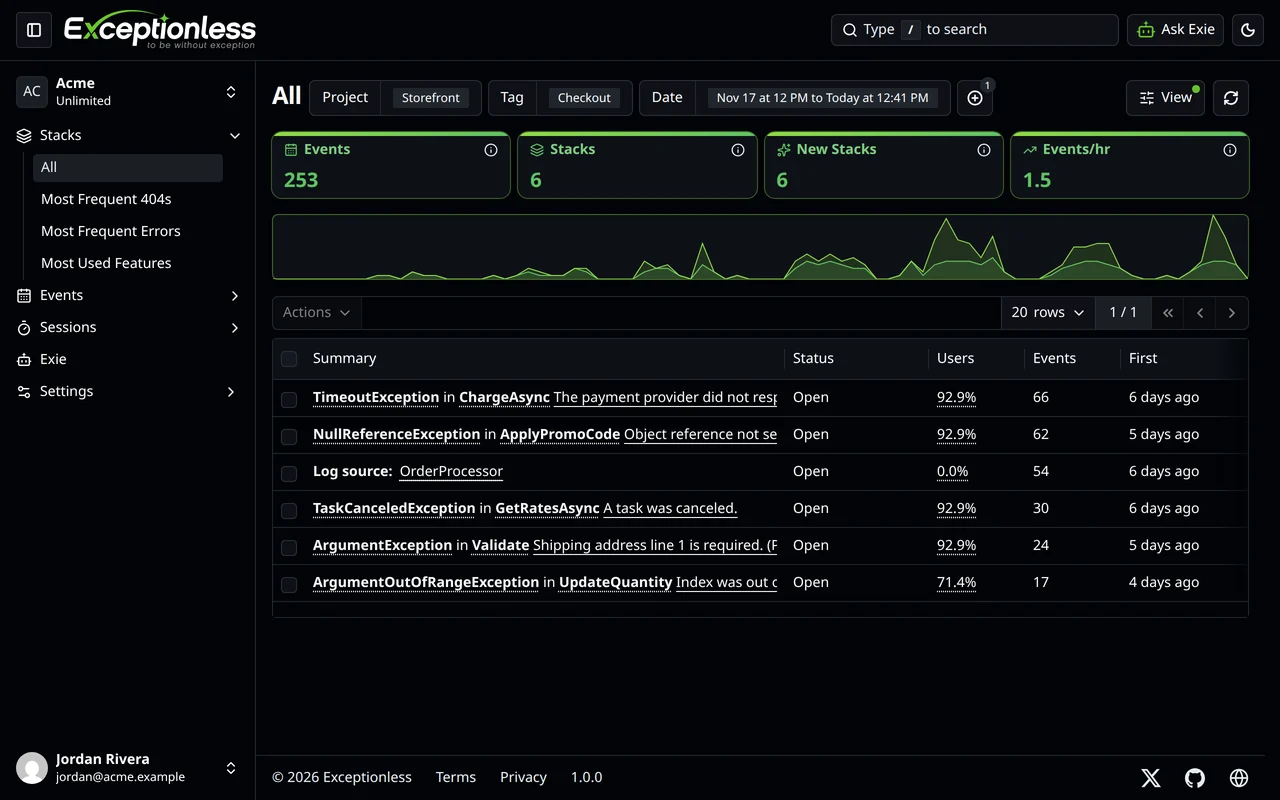 Exceptionless
to be without exception
Type / to search
Ask Exie
AC
Acme
Unlimited
Stacks
All
Most Frequent 404s
Most Frequent Errors
Most Used Features
Events
Sessions
Exie
Settings
Jordan Rivera
jordan@acme.example
All
Project Storefront
Tag Checkout
Date Nov 17 at 12 PM to Today at 12:41 PM
1
View
Events
253
Stacks
6
New Stacks
6
Events/hr
1.5
Actions
20 rows
1 / 1
Summary Status Users Events First
TimeoutException in ChargeAsync The payment provider did not resp Open 92.9% 66 6 days ago
NullReferenceException in ApplyPromoCode Object reference not se Open 92.9% 62 5 days ago
Log source: OrderProcessor Open 0.0% 54 6 days ago
TaskCanceledException in GetRatesAsync A task was canceled. Open 92.9% 30 6 days ago
ArgumentException in Validate Shipping address line 1 is required. (F Open 92.9% 24 5 days ago
ArgumentOutOfRangeException in UpdateQuantity Index was out o Open 71.4% 17 4 days ago
© 2026 Exceptionless Terms Privacy 1.0.0